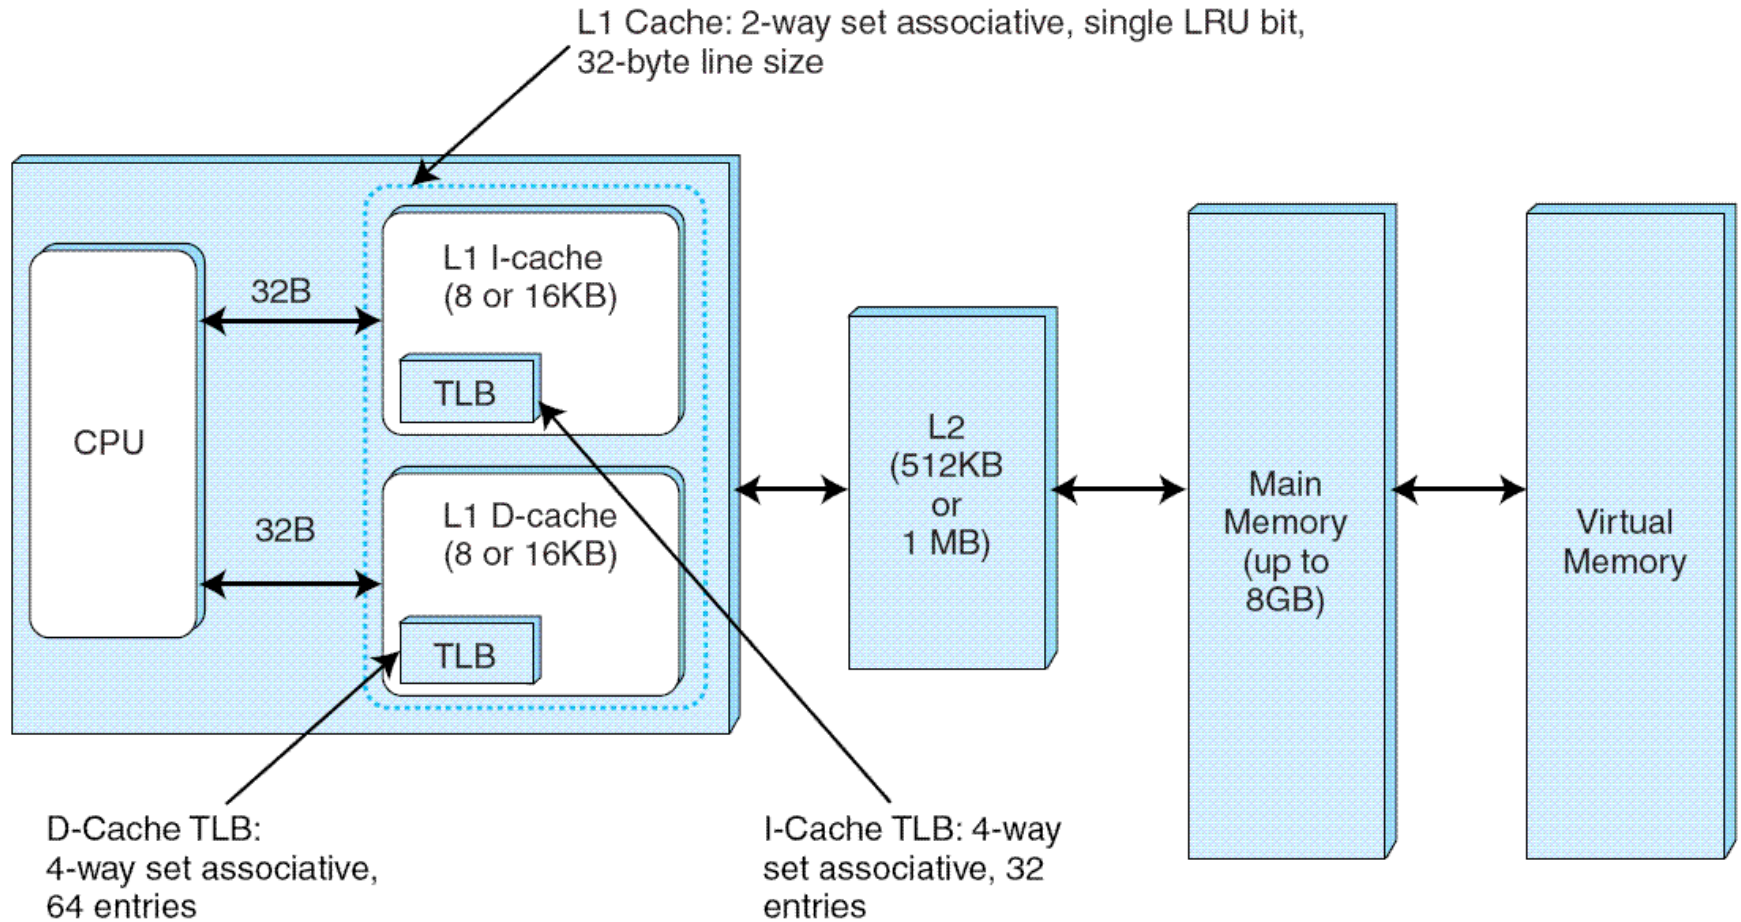 L1 Cache: 2-way set associative, single LRU bit,
32-byte line size
L1 I-cache
(8 or 16KB)
32B
TLB
CPU
L1 D-cache
(8 or 16KB)
32B
TLB
L2
(512KB
or
1 MB)
Main
Memory
(up to
8GB)
Virtual
Memory
D-Cache TLB:
4-way set associative,
64 entries
I-Cache TLB: 4-way
set associative, 32
entries